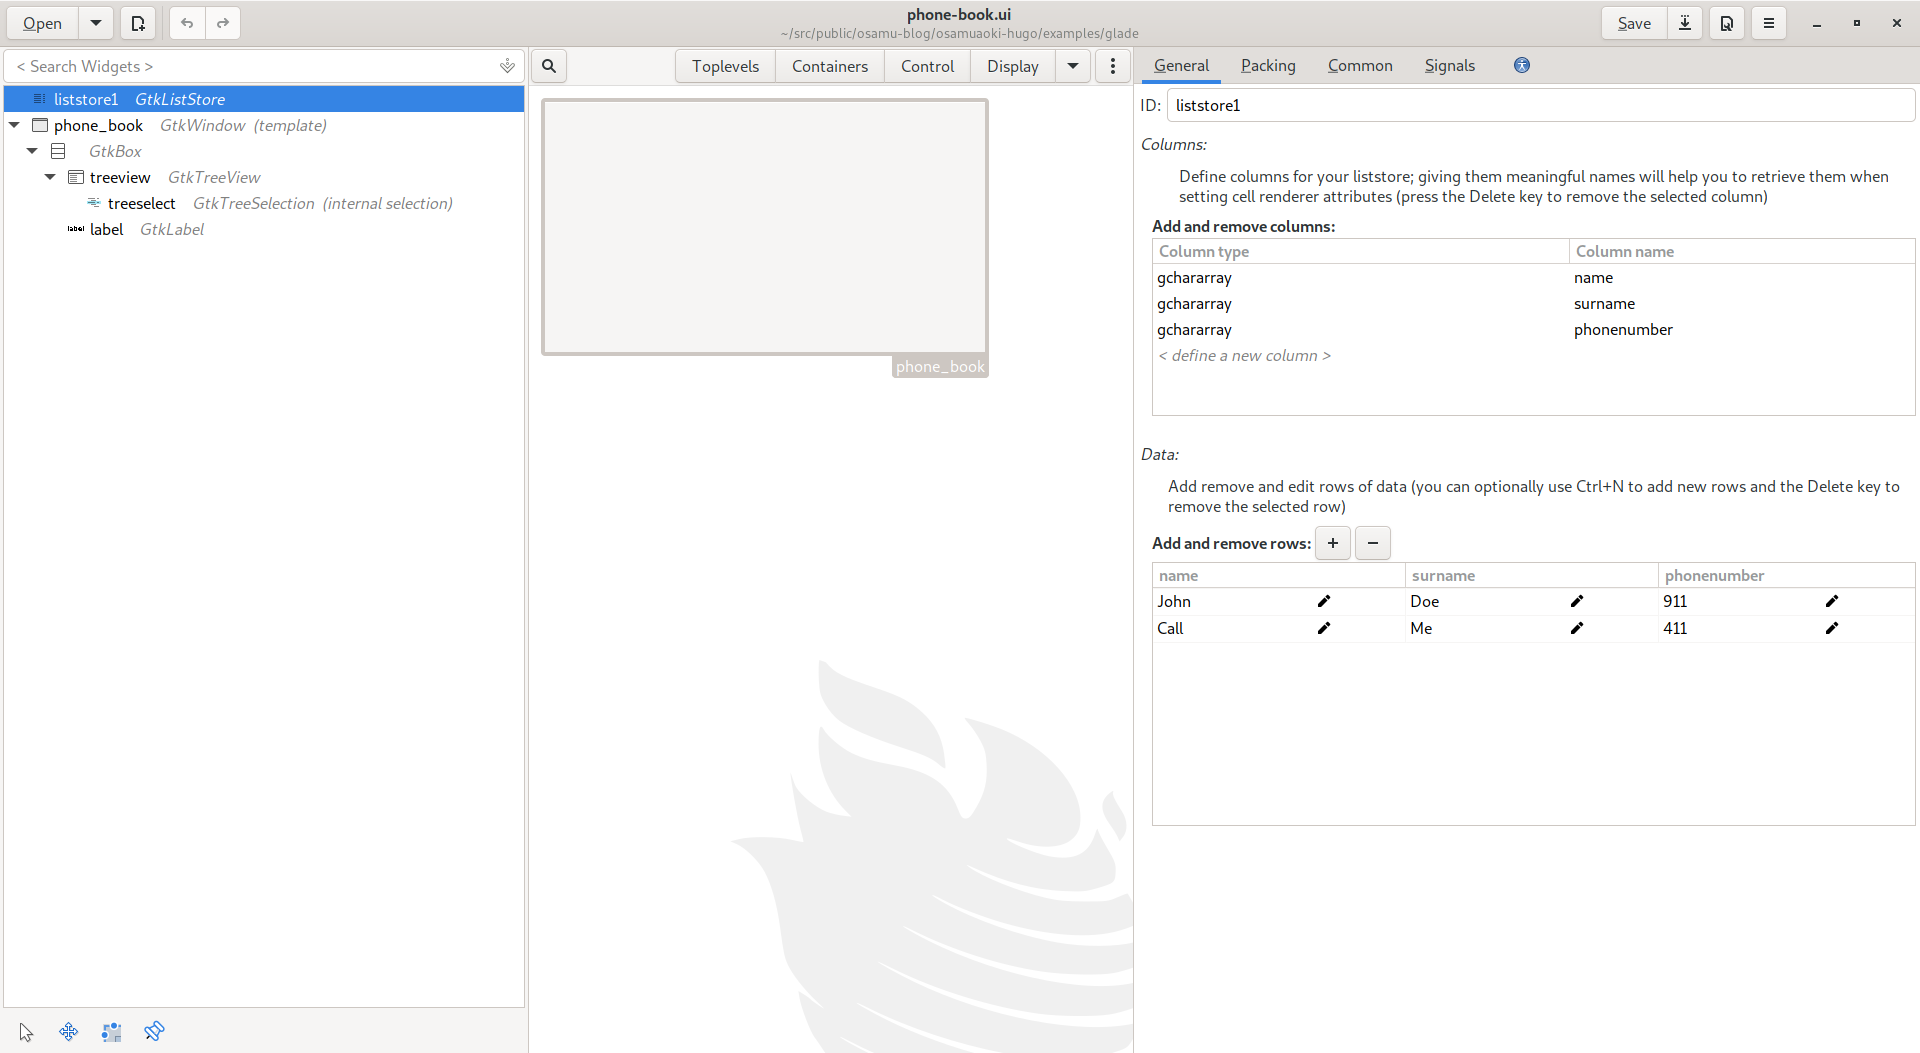 Open
phone-book.ui
~/src/public/osamu-blog/osamuaoki-hugo/examples/glade
Save
< Search Widgets >
Toplevels Containers Control Display
General Packing Common Signals
liststore1 GtkListStore
phone_book GtkWindow (template)
GtkBox
treeview GtkTreeView
treeselect GtkTreeSelection (internal selection)
label label GtkLabel
phone_book
ID: liststore1
Columns:
Define columns for your liststore; giving them meaningful names will help you to retrieve them when
setting cell renderer attributes (press the Delete key to remove the selected column)
Add and remove columns:
Column type Column name
gchararray name
gchararray surname
gchararray phonenumber
< define a new column >
Data:
Add remove and edit rows of data (you can optionally use Ctrl+N to add new rows and the Delete key to
remove the selected row)
Add and remove rows: + −
name surname phonenumber
John Doe 911
Call Me 411